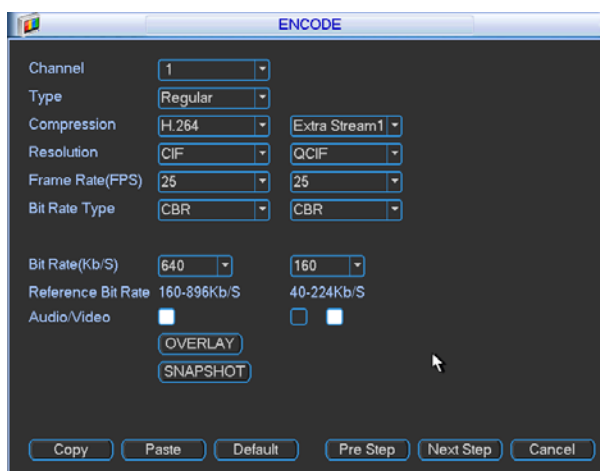 ENCODE
Channel 1
Type Regular
Compression H.264 Extra Stream1
Resolution CIF QCIF
Frame Rate(FPS) 25 25
Bit Rate Type CBR CBR
Bit Rate(Kb/S) 640 160
Reference Bit Rate 160-896Kb/S 40-224Kb/S
Audio/Video
OVERLAY
SNAPSHOT
Copy Paste Default Pre Step Next Step Cancel